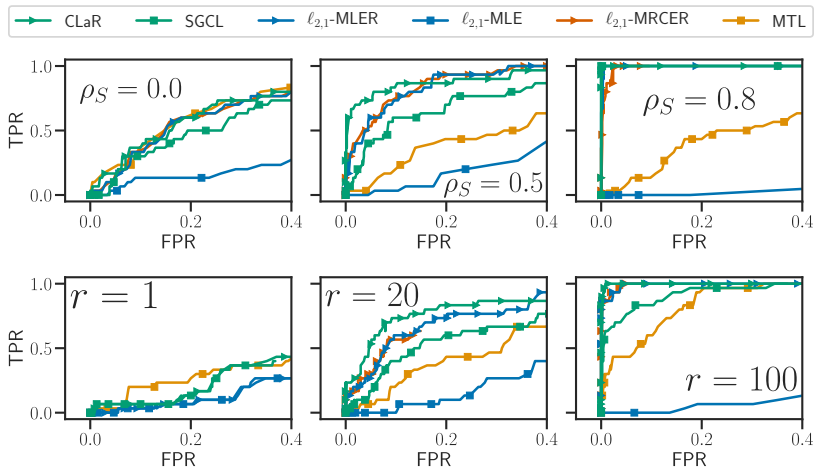 CLaR SGCL ℓ2,1-MLER ℓ2,1-MLE ℓ2,1-MRCER MTL
TPR
1.0
0.5
0.0
ρS = 0.0
0.0 0.2 0.4
FPR
ρS = 0.5
0.0 0.2 0.4
FPR
ρS = 0.8
0.0 0.2 0.4
FPR
TPR
1.0
0.5
0.0
r = 1
0.0 0.2 0.4
FPR
r = 20
0.0 0.2 0.4
FPR
r = 100
0.0 0.2 0.4
FPR